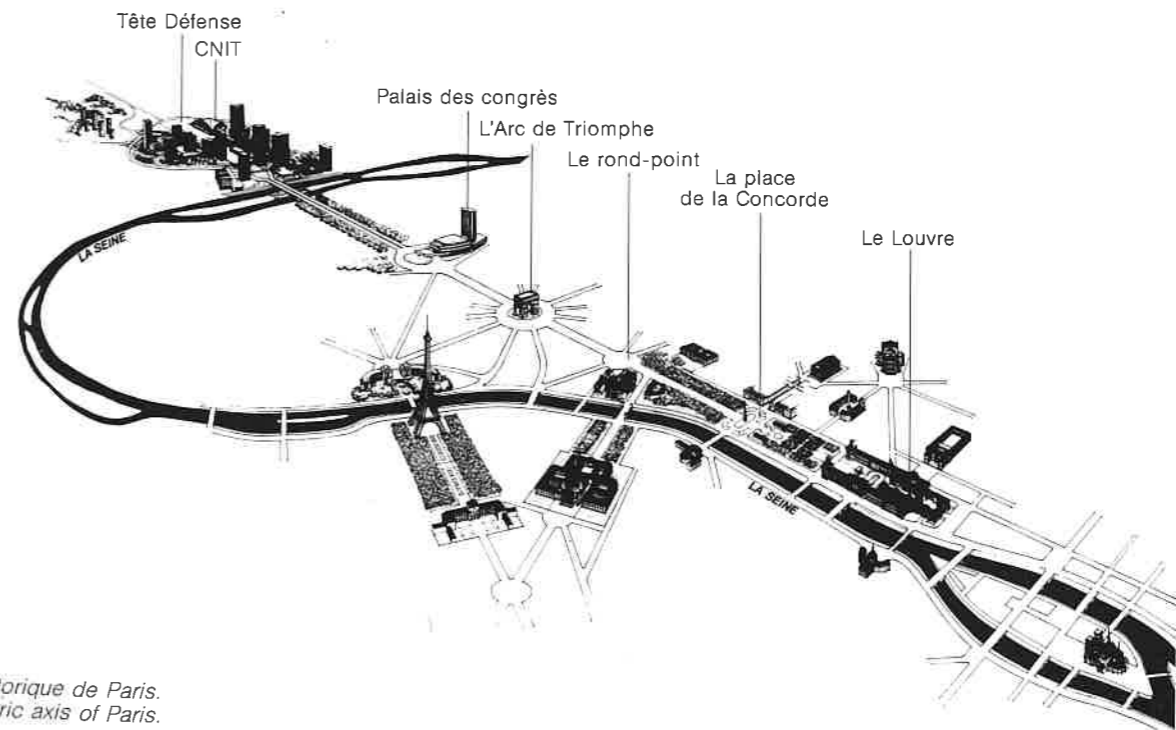 Tête Défense
CNIT
Palais des congrès
L'Arc de Triomphe
Le rond-point
La place
de la Concorde
Le Louvre
LA SEINE
LA SEINE
orique de Paris.
ric axis of Paris.